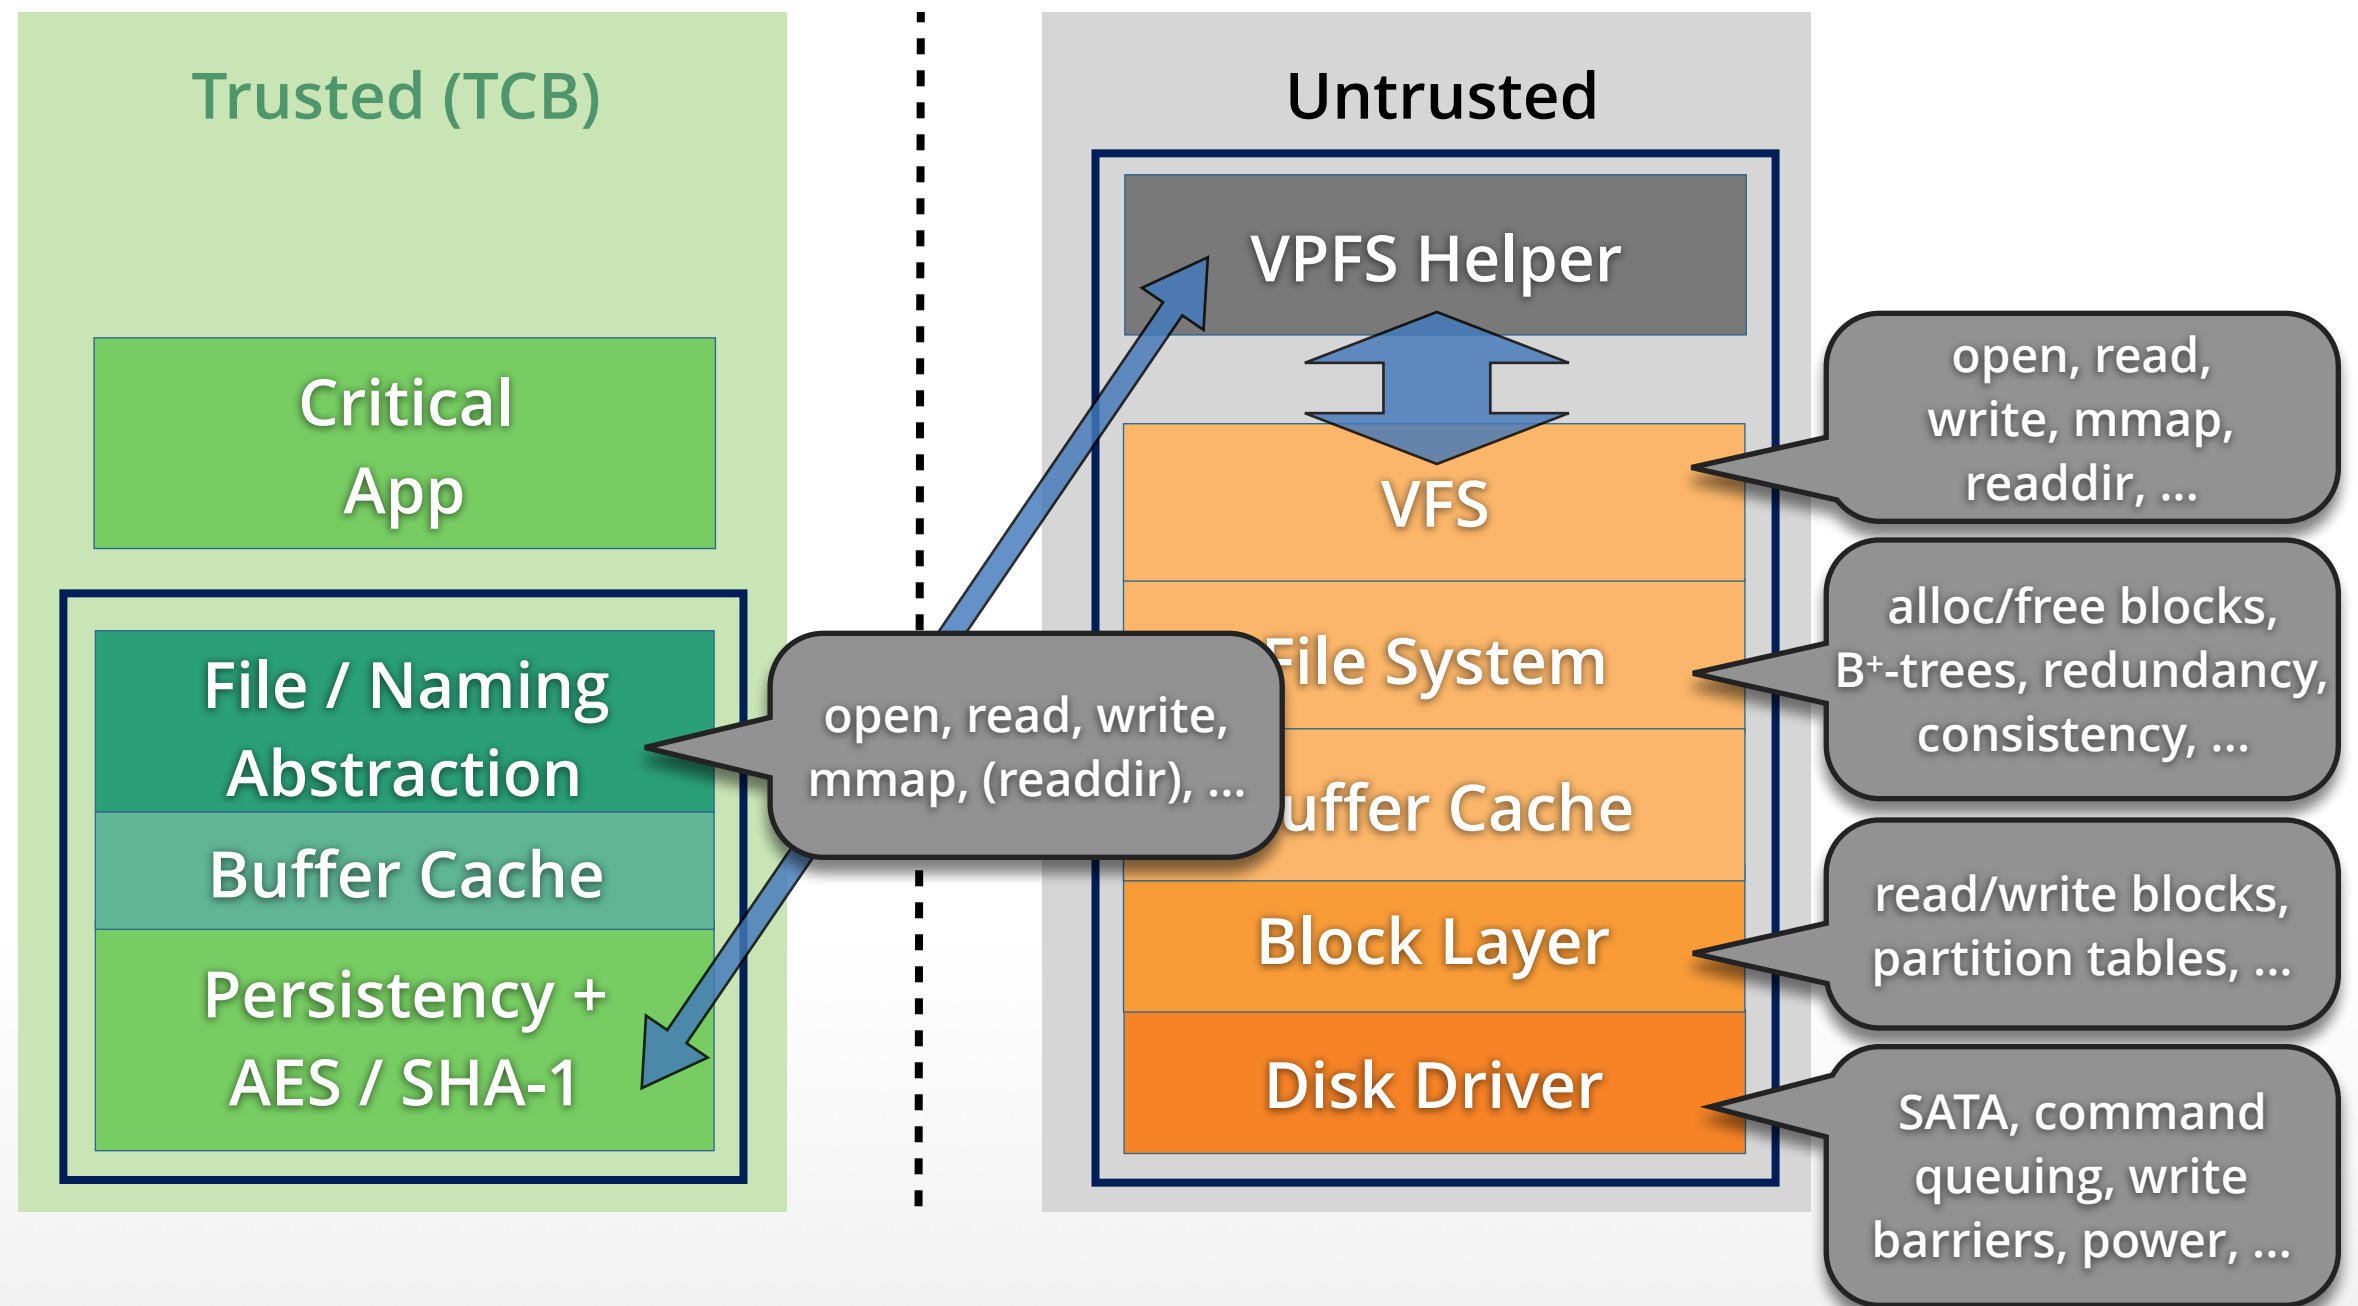 Trusted (TCB)
Critical
App
File / Naming
Abstraction
Buffer Cache
Persistency +
AES / SHA-1
open, read, write,
mmap, (readdir), ...
Untrusted
VPFS Helper
VFS
File System
uffer Cache
Block Layer
Disk Driver
open, read,
write, mmap,
readdir, ...
alloc/free blocks,
B⁺-trees, redundancy,
consistency, ...
read/write blocks,
partition tables, ...
SATA, command
queuing, write
barriers, power, ...